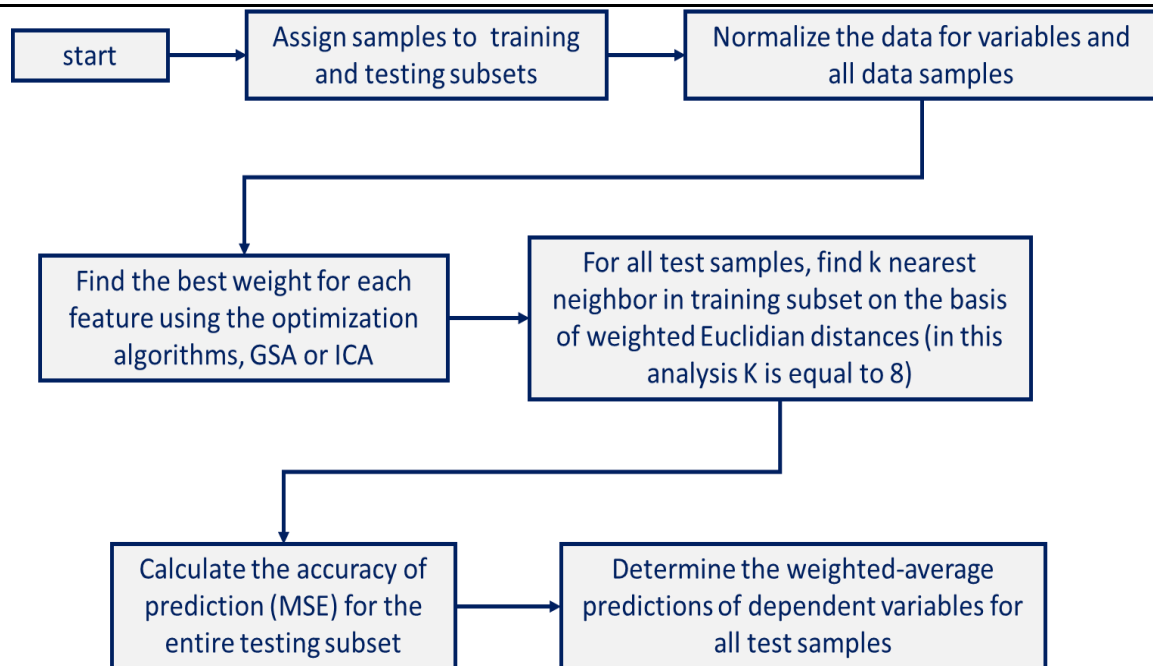 start
Assign samples to training
and testing subsets
Normalize the data for variables and
all data samples
Find the best weight for each
feature using the optimization
algorithms, GSA or ICA
For all test samples, find k nearest
neighbor in training subset on the basis
of weighted Euclidian distances (in this
analysis K is equal to 8)
Calculate the accuracy of
prediction (MSE) for the
entire testing subset
Determine the weighted-average
predictions of dependent variables for
all test samples